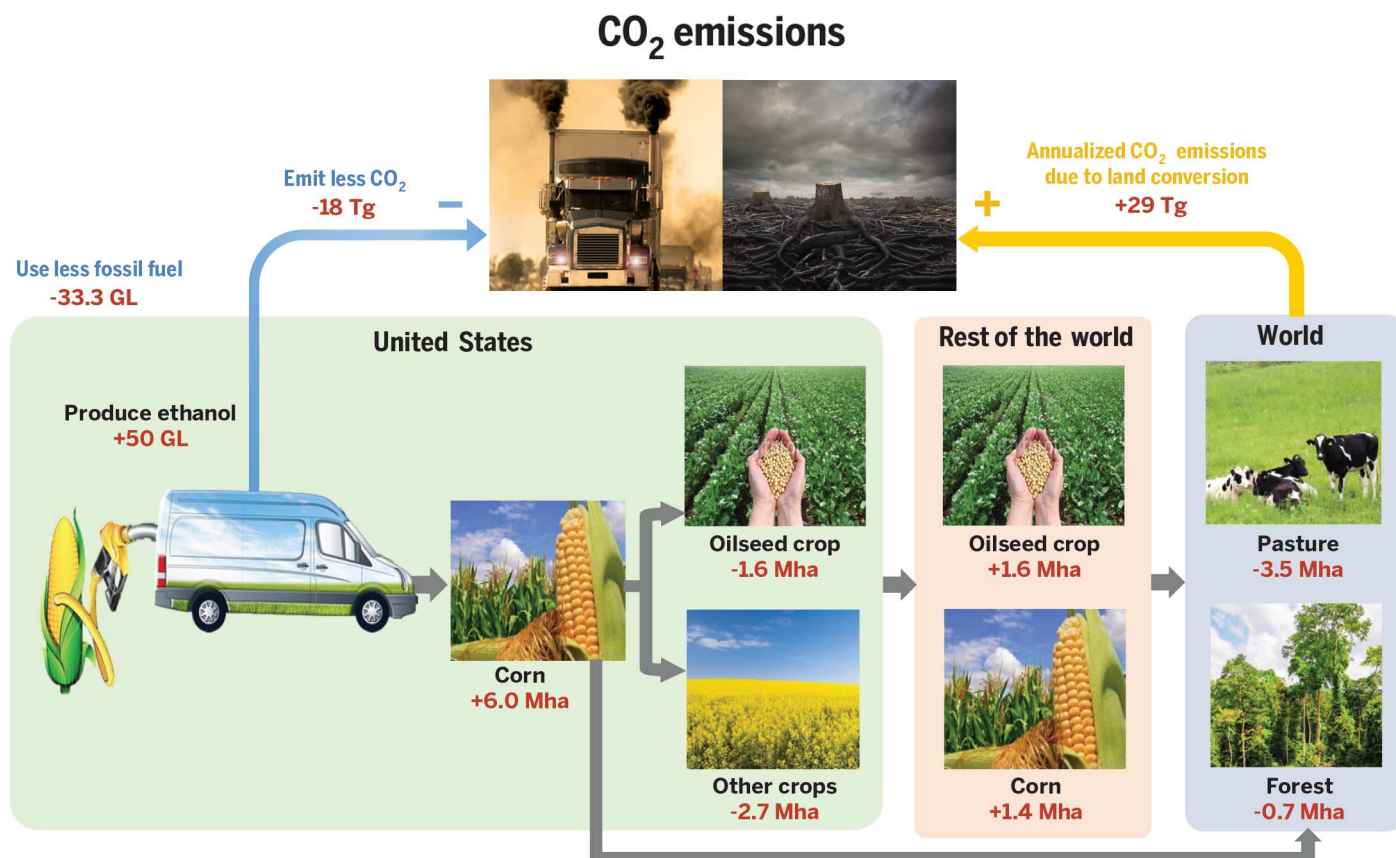 CO₂ emissions
Emit less CO₂
-18 Tg
−
Annualized CO₂ emissions
due to land conversion
+29 Tg
+
Use less fossil fuel
-33.3 GL
United States
Produce ethanol
+50 GL
Corn
+6.0 Mha
Oilseed crop
-1.6 Mha
Other crops
-2.7 Mha
Rest of the world
Oilseed crop
+1.6 Mha
Corn
+1.4 Mha
World
Pasture
-3.5 Mha
Forest
-0.7 Mha